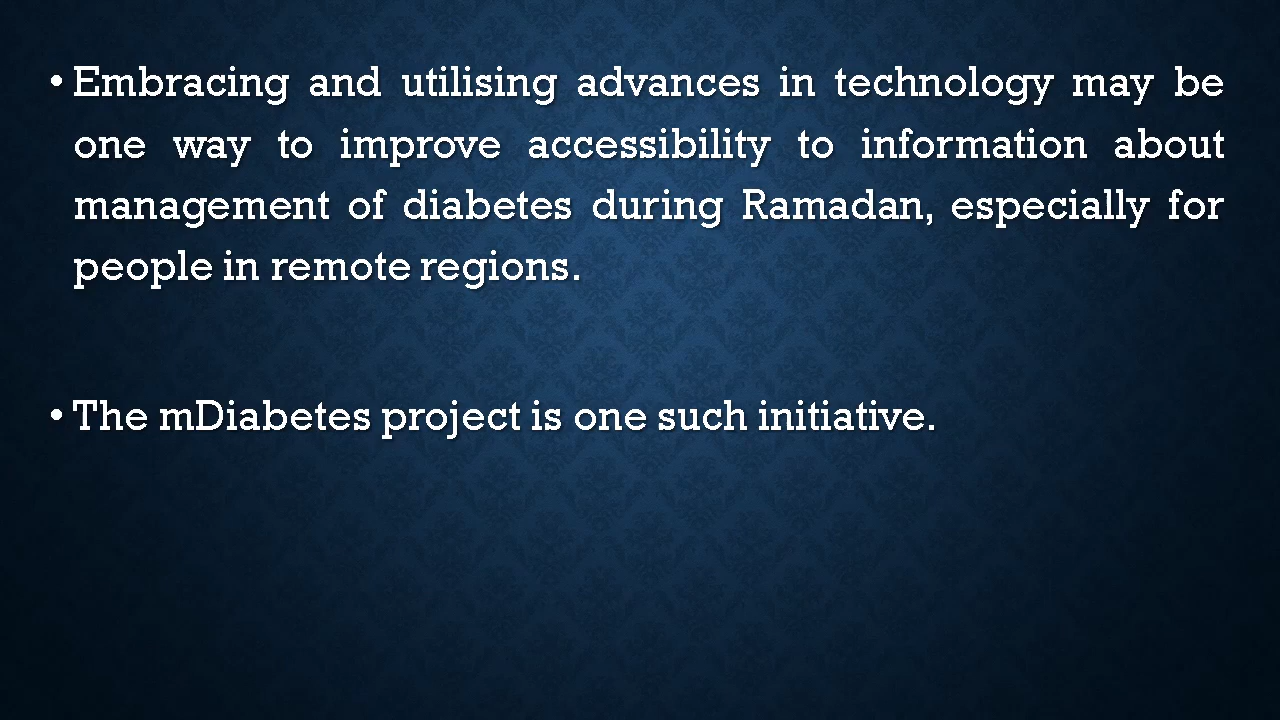 • Embracing and utilising advances in technology may be
one way to improve accessibility to information about
management of diabetes during Ramadan, especially for
people in remote regions.
• The mDiabetes project is one such initiative.